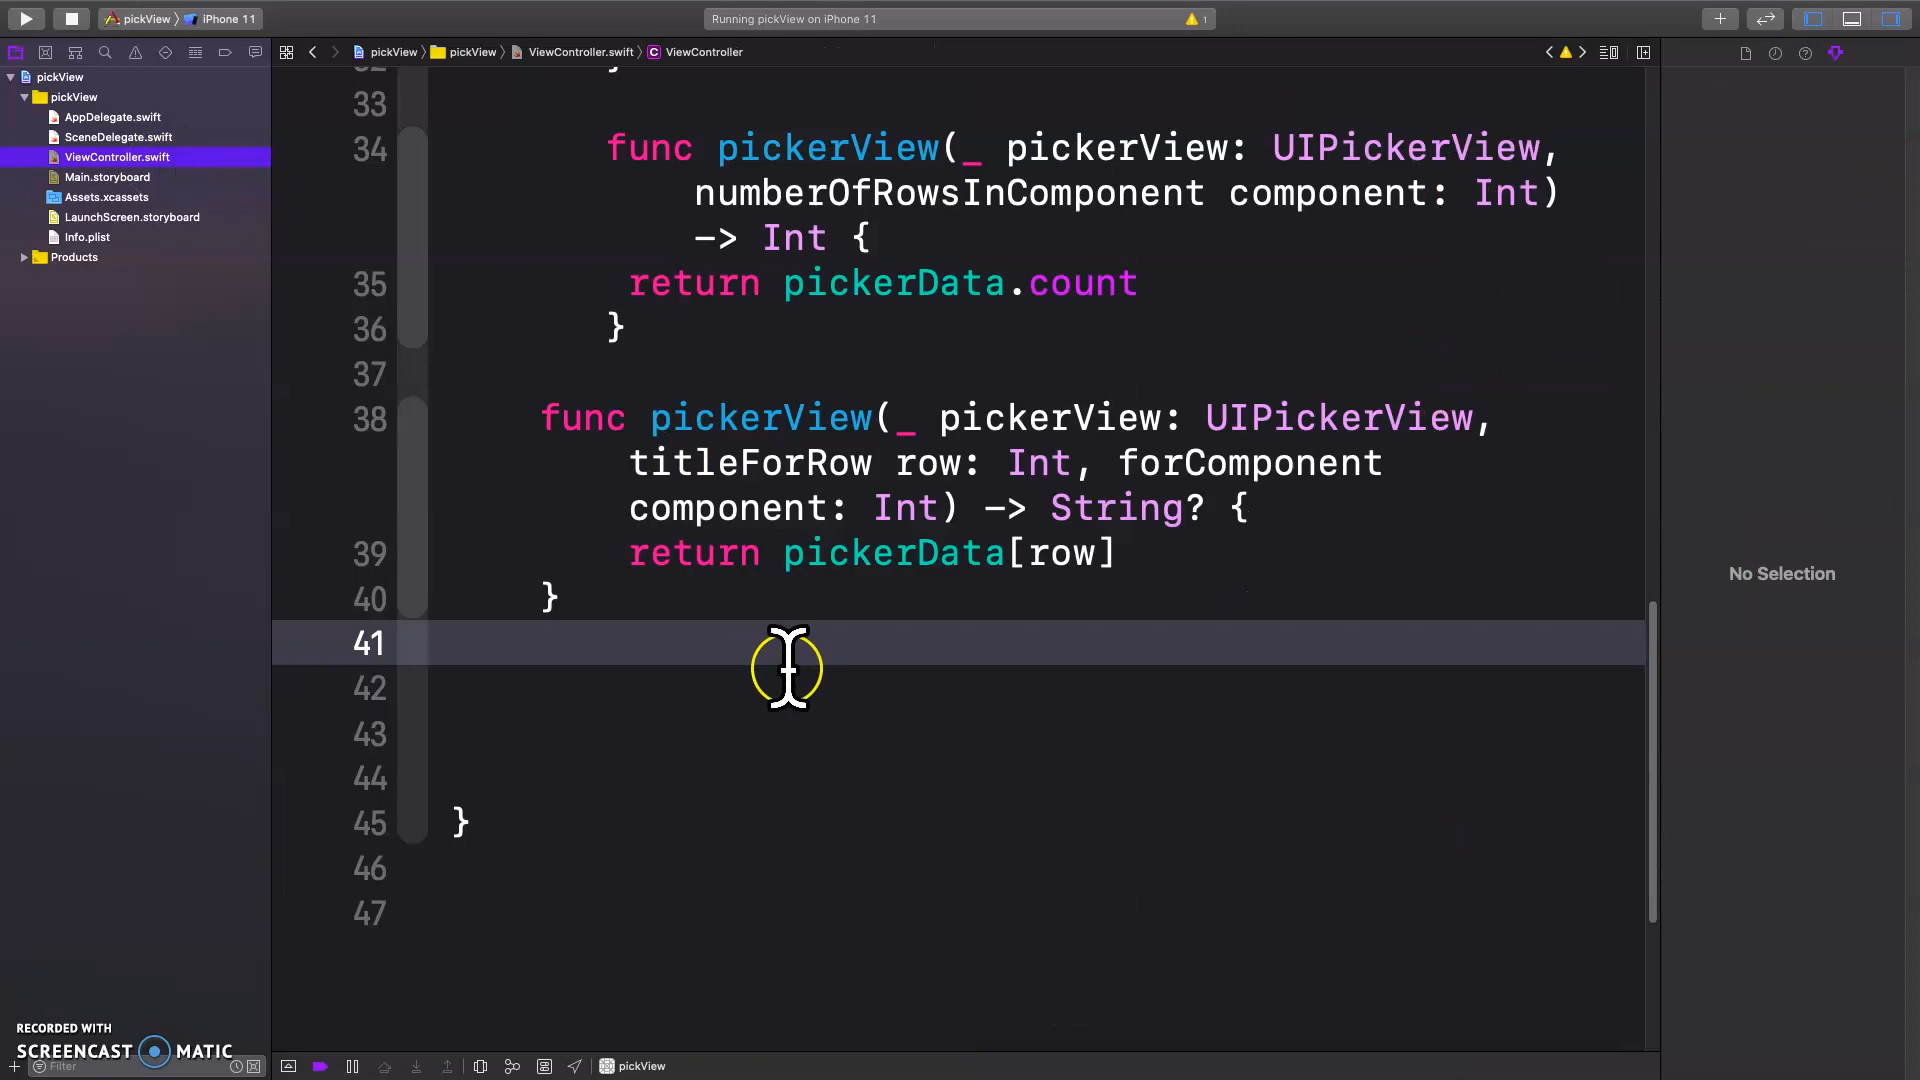 pickView iPhone 11
Running pickView on iPhone 11
1
pickView pickView ViewController.swift C ViewController
pickView
pickView
AppDelegate.swift
SceneDelegate.swift
ViewController.swift
Main.storyboard
Assets.xcassets
LaunchScreen.storyboard
Info.plist
Products
33
34 func pickerView(_ pickerView: UIPickerView,
numberOfRowsInComponent component: Int)
-> Int {
35 return pickerData.count
36 }
37
38 func pickerView(_ pickerView: UIPickerView,
titleForRow row: Int, forComponent
component: Int) -> String? {
39 return pickerData[row]
40 }
41
42
43
44
45 }
46
47
No Selection
RECORDED WITH
SCREENCAST MATIC
Filter
pickView